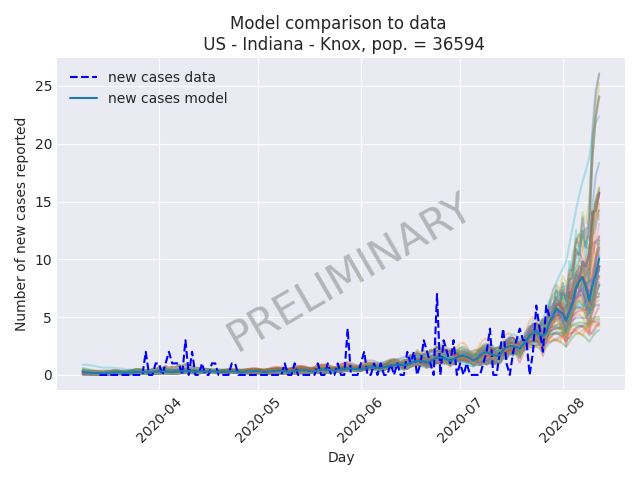 Model comparison to data
US - Indiana - Knox, pop. = 36594
new cases data
new cases model
Number of new cases reported
25
20
15
10
5
0
PRELIMINARY
2020-04
2020-05
2020-06
2020-07
2020-08
Day